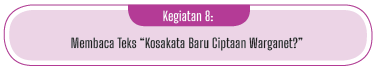 Kegiatan 8:
Membaca Teks “Kosakata Baru Ciptaan Warganet?”